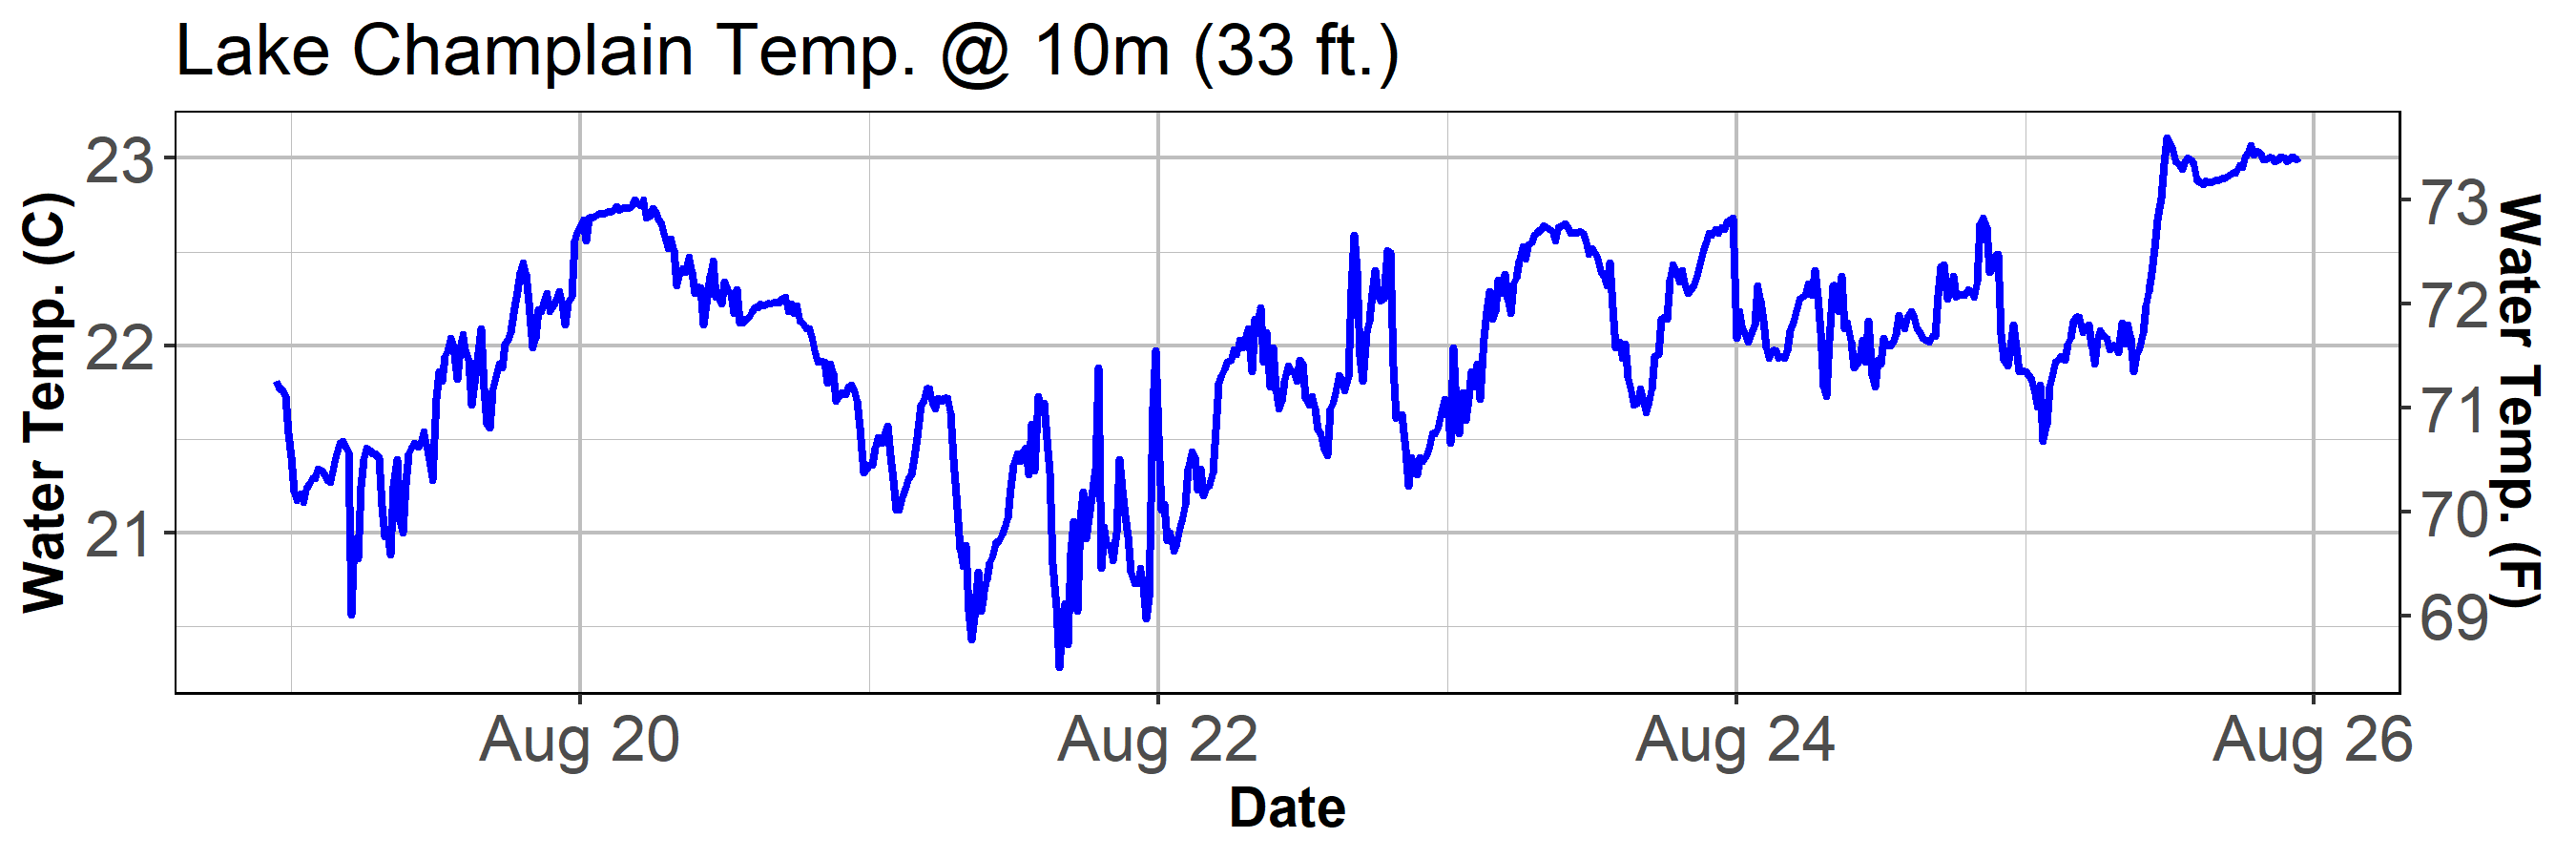 Lake Champlain Temp. @ 10m (33 ft.)
Water Temp. (C)
23
22
21
73
72
71
70
69
Water Temp. (F)
Aug 20
Aug 22
Aug 24
Aug 26
Date